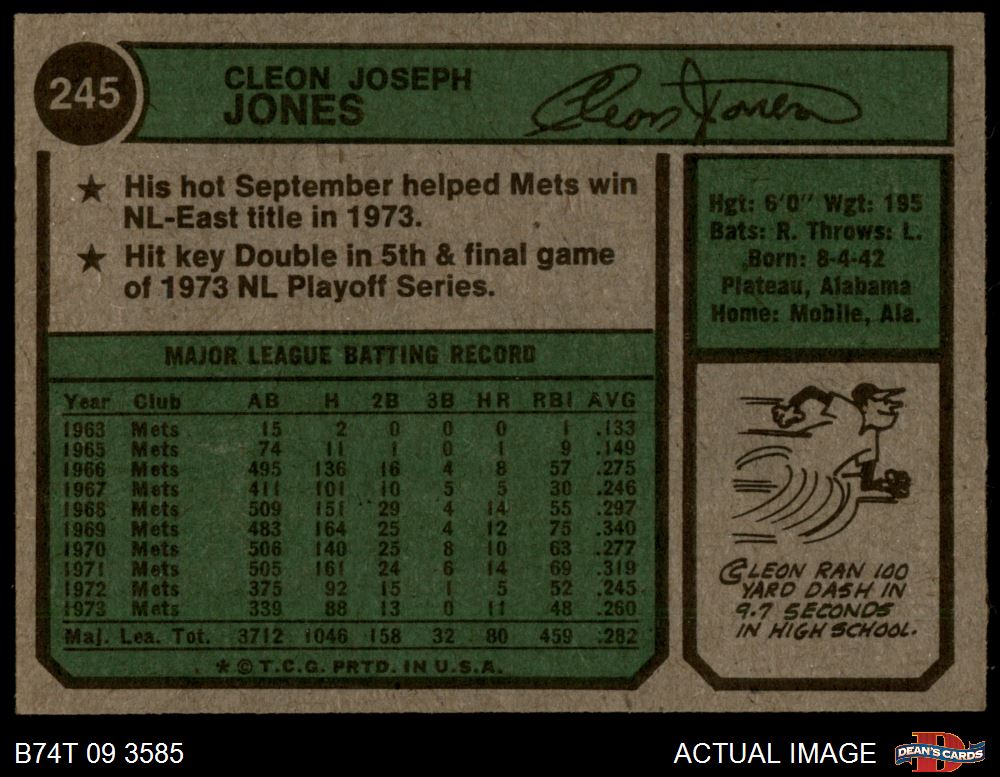 245
CLEON JOSEPH
JONES
Cleon Jones
★ His hot September helped Mets win
NL-East title in 1973.
★ Hit key Double in 5th & final game
of 1973 NL Playoff Series.
Hgt: 6'0" Wgt: 195
Bats: R. Throws: L.
Born: 8-4-42
Plateau, Alabama
Home: Mobile, Ala.
MAJOR LEAGUE BATTING RECORD
Year Club AB H 2B 3B HR RBI AVG
1963 Mets 15 2 0 0 0 1 .133
1965 Mets 74 11 1 0 1 9 .149
1966 Mets 495 136 16 4 8 57 .275
1967 Mets 411 101 10 5 5 30 .246
1968 Mets 509 151 29 4 14 55 .297
1969 Mets 483 164 25 4 12 75 .340
1970 Mets 506 140 25 8 10 63 .277
1971 Mets 505 161 24 6 14 69 .319
1972 Mets 375 92 15 1 5 52 .245
1973 Mets 339 88 13 0 11 48 .260
Maj. Lea. Tot. 3712 1046 158 32 80 459 .282
* © T.C.G. PRTD. IN U.S.A.
CLEON RAN 100
YARD DASH IN
9.7 SECONDS
IN HIGH SCHOOL.
B74T 09 3585
ACTUAL IMAGE
D
DEAN'S CARDS